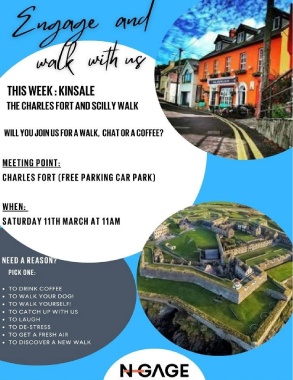 Engage and
walk with us
THIS WEEK : KINSALE
THE CHARLES FORT AND SCILLY WALK
WILL YOU JOIN US FOR A WALK, CHAT OR A COFFEE?
MEETING POINT:
CHARLES FORT (FREE PARKING CAR PARK)
WHEN:
SATURDAY 11TH MARCH AT 11AM
NEED A REASON?
PICK ONE:
• TO DRINK COFFEE
• TO WALK YOUR DOG!
• TO WALK YOURSELF!
• TO CATCH UP WITH US
• TO LAUGH
• TO DE-STRESS
• TO GET A FRESH AIR
• TO DISCOVER A NEW WALK
N-GAGE